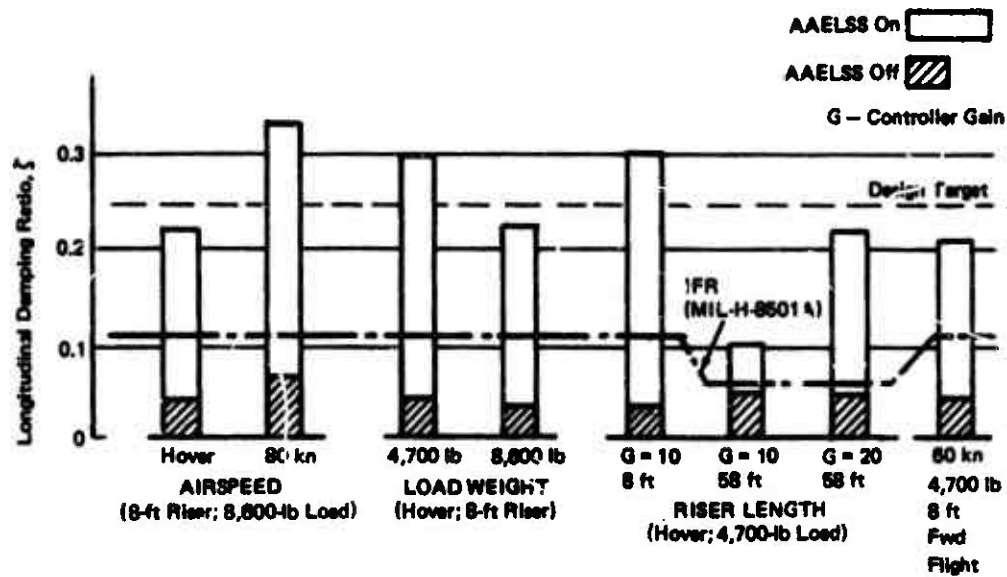 AAELSS On
AAELSS Off
G – Controller Gain
Longitudinal Damping Ratio, ζ
0.3
0.2
0.1
0
Design Target
IFR
(MIL-H-8501A)
Hover
80 kn
AIRSPEED
(8-ft Riser; 8,800-lb Load)
4,700 lb
8,800 lb
LOAD WEIGHT
(Hover; 8-ft Riser)
G = 10
8 ft
G = 10
58 ft
G = 20
58 ft
RISER LENGTH
(Hover; 4,700-lb Load)
60 kn
4,700 lb
8 ft
Fwd
Flight